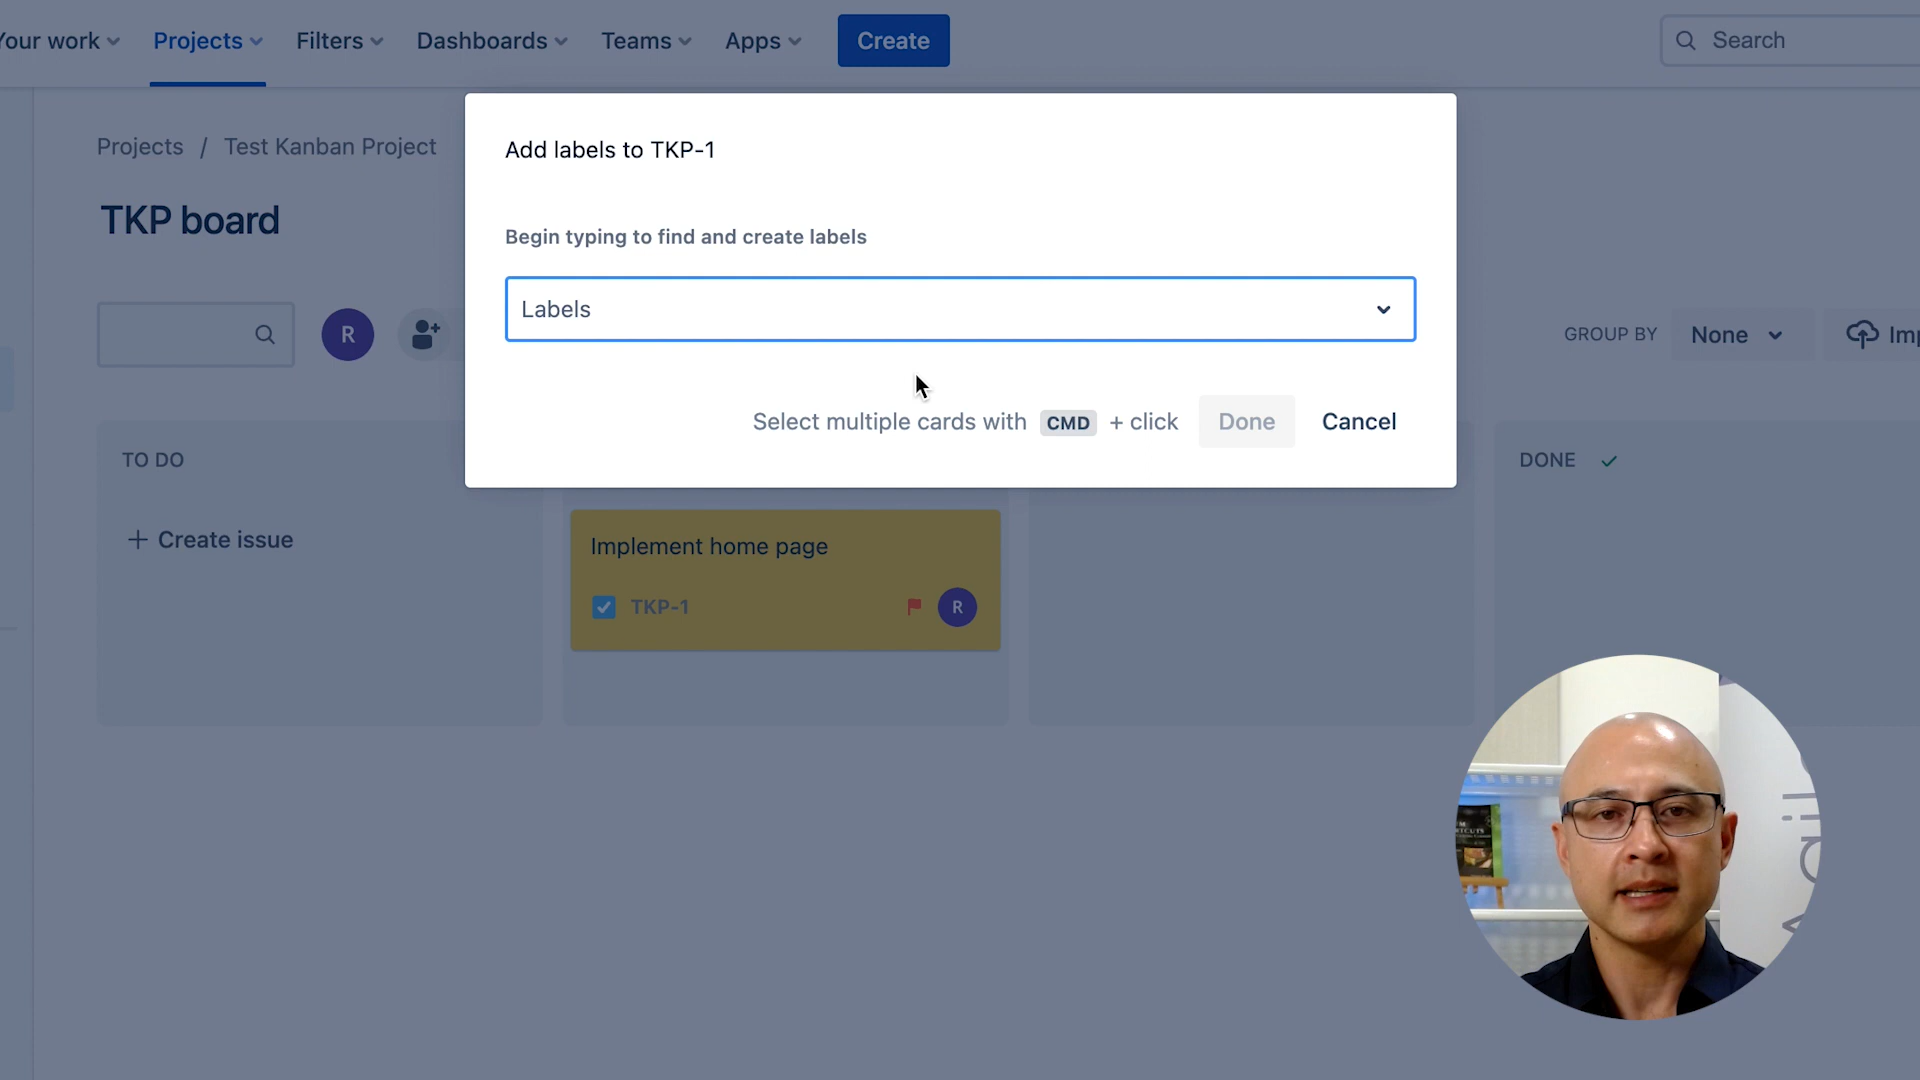 Your work
Projects
Filters
Dashboards
Teams
Apps
Create
Search
Projects / Test Kanban Project
TKP board
R
GROUP BY
None
Imp
Add labels to TKP-1
Begin typing to find and create labels
Labels
Select multiple cards with CMD + click
Done
Cancel
TO DO
+ Create issue
DONE
Implement home page
TKP-1
R